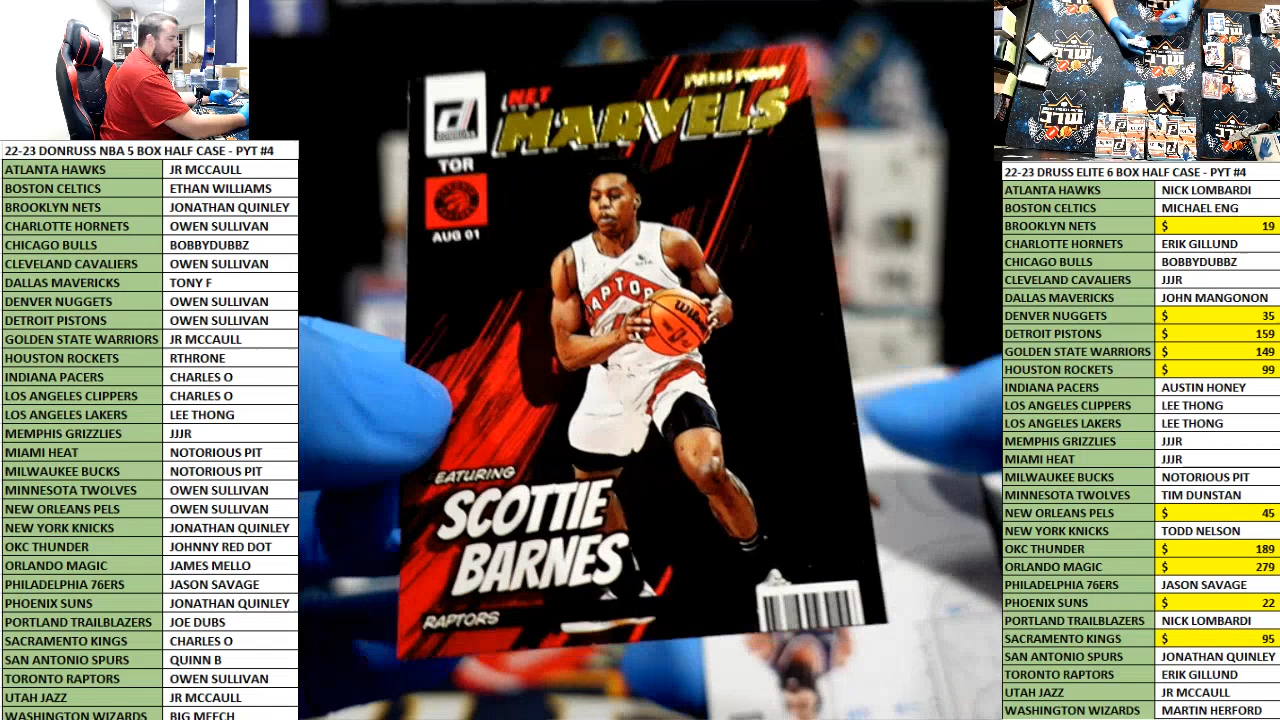 22-23 DONRUSS NBA 5 BOX HALF CASE - PYT #4
ATLANTA HAWKS JR MCCAULL
BOSTON CELTICS ETHAN WILLIAMS
BROOKLYN NETS JONATHAN QUINLEY
CHARLOTTE HORNETS OWEN SULLIVAN
CHICAGO BULLS BOBBYDUBBZ
CLEVELAND CAVALIERS OWEN SULLIVAN
DALLAS MAVERICKS TONY F
DENVER NUGGETS OWEN SULLIVAN
DETROIT PISTONS OWEN SULLIVAN
GOLDEN STATE WARRIORS JR MCCAULL
HOUSTON ROCKETS RTHRONE
INDIANA PACERS CHARLES O
LOS ANGELES CLIPPERS CHARLES O
LOS ANGELES LAKERS LEE THONG
MEMPHIS GRIZZLIES JJJR
MIAMI HEAT NOTORIOUS PIT
MILWAUKEE BUCKS NOTORIOUS PIT
MINNESOTA TWOLVES OWEN SULLIVAN
NEW ORLEANS PELS OWEN SULLIVAN
NEW YORK KNICKS JONATHAN QUINLEY
OKC THUNDER JOHNNY RED DOT
ORLANDO MAGIC JAMES MELLO
PHILADELPHIA 76ERS JASON SAVAGE
PHOENIX SUNS JONATHAN QUINLEY
PORTLAND TRAILBLAZERS JOE DUBS
SACRAMENTO KINGS CHARLES O
SAN ANTONIO SPURS QUINN B
TORONTO RAPTORS OWEN SULLIVAN
UTAH JAZZ JR MCCAULL
WASHINGTON WIZARDS BIG MEECH
DONRUSS
NET
MARVELS
TOR
AUG 01
RAPTOR
Wilson
FEATURING
SCOTTIE
BARNES
RAPTORS
MLC
22-23 DRUSS ELITE 6 BOX HALF CASE - PYT #4
ATLANTA HAWKS NICK LOMBARDI
BOSTON CELTICS MICHAEL ENG
BROOKLYN NETS $ 19
CHARLOTTE HORNETS ERIK GILLUND
CHICAGO BULLS BOBBYDUBBZ
CLEVELAND CAVALIERS JJJR
DALLAS MAVERICKS JOHN MANGONON
DENVER NUGGETS $ 35
DETROIT PISTONS $ 159
GOLDEN STATE WARRIORS $ 149
HOUSTON ROCKETS $ 99
INDIANA PACERS AUSTIN HONEY
LOS ANGELES CLIPPERS LEE THONG
LOS ANGELES LAKERS LEE THONG
MEMPHIS GRIZZLIES JJJR
MIAMI HEAT JJJR
MILWAUKEE BUCKS NOTORIOUS PIT
MINNESOTA TWOLVES TIM DUNSTAN
NEW ORLEANS PELS $ 45
NEW YORK KNICKS TODD NELSON
OKC THUNDER $ 189
ORLANDO MAGIC $ 279
PHILADELPHIA 76ERS JASON SAVAGE
PHOENIX SUNS $ 22
PORTLAND TRAILBLAZERS NICK LOMBARDI
SACRAMENTO KINGS $ 95
SAN ANTONIO SPURS JONATHAN QUINLEY
TORONTO RAPTORS ERIK GILLUND
UTAH JAZZ JR MCCAULL
WASHINGTON WIZARDS MARTIN HERFORD